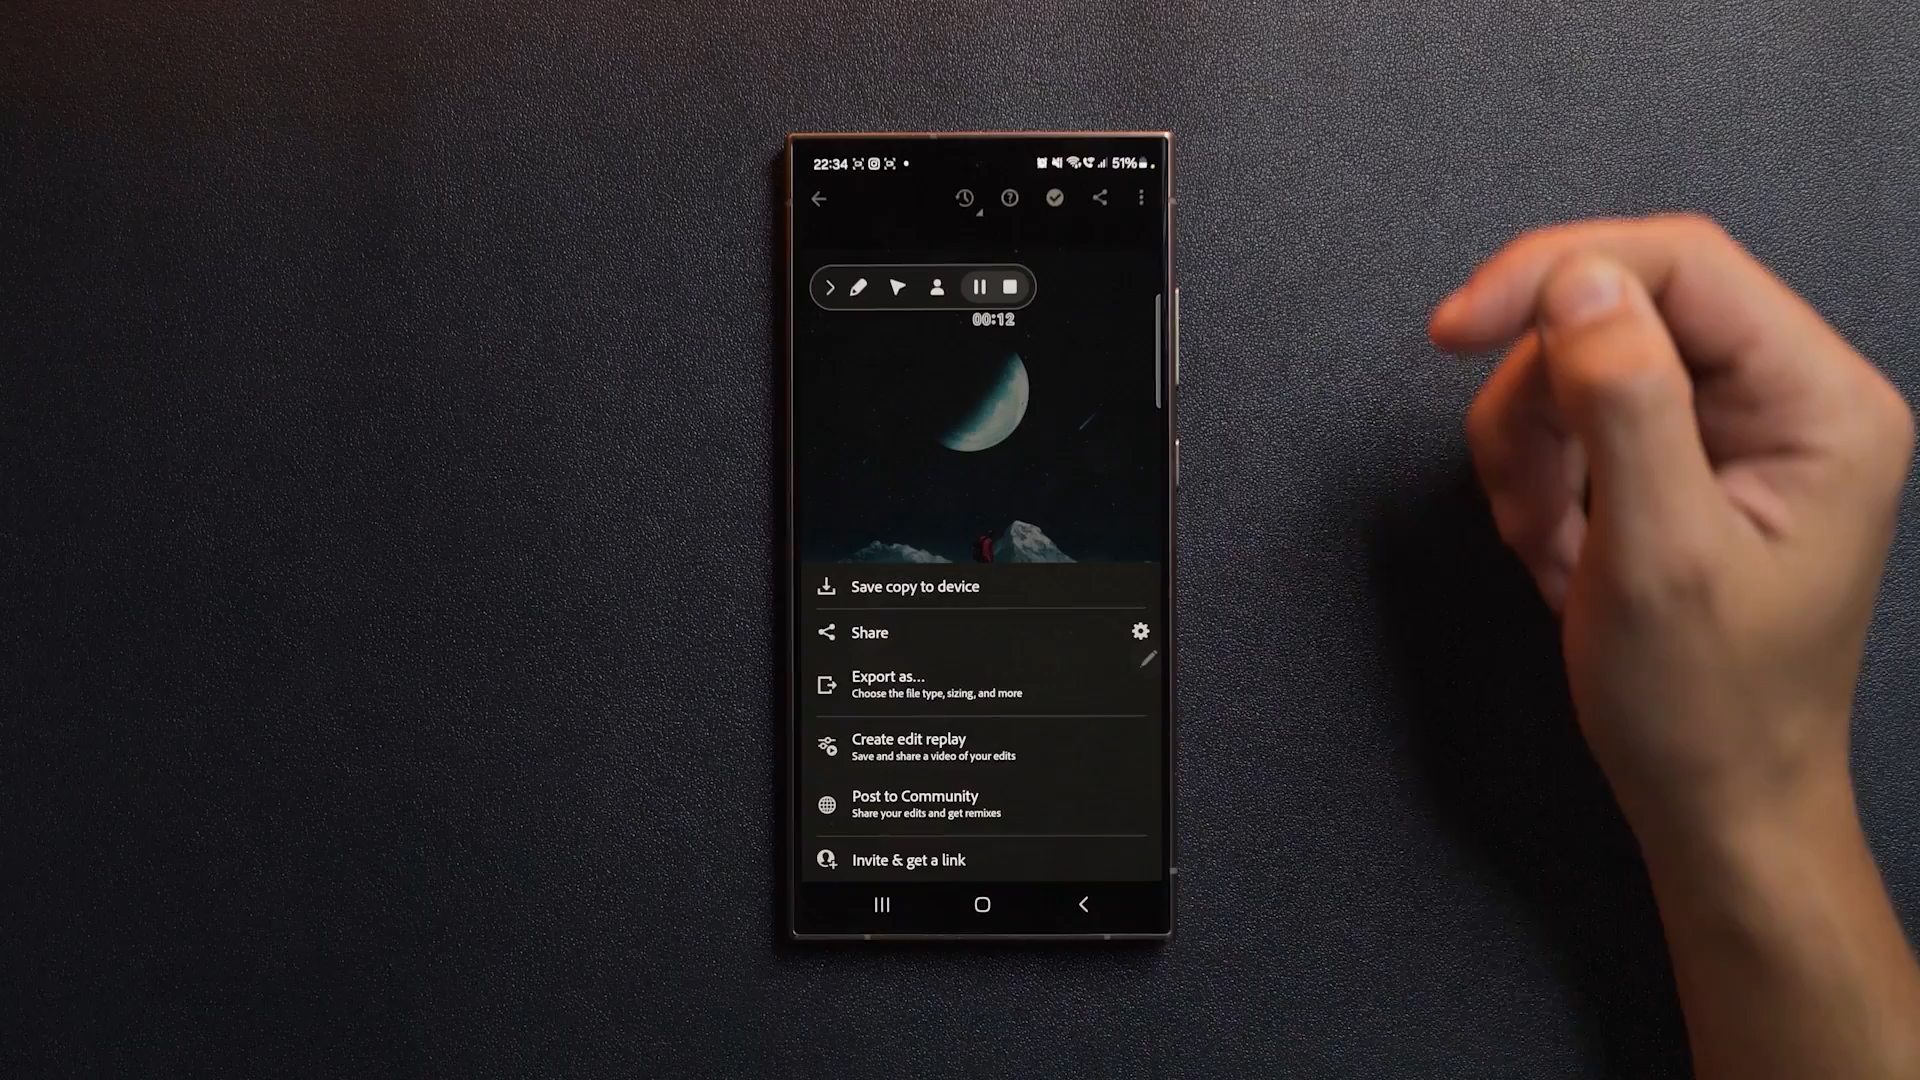 22:34
51%
00:12
Save copy to device
Share
Export as...
Choose the file type, sizing, and more
Create edit replay
Save and share a video of your edits
Post to Community
Share your edits and get remixes
Invite & get a link